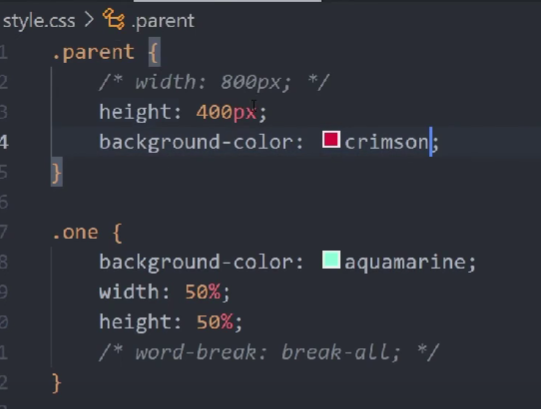 style.css > .parent
1 .parent {
2 /* width: 800px; */
3 height: 400px;
4 background-color: crimson;
5 }
6
7 .one {
8 background-color: aquamarine;
9 width: 50%;
0 height: 50%;
1 /* word-break: break-all; */
2 }